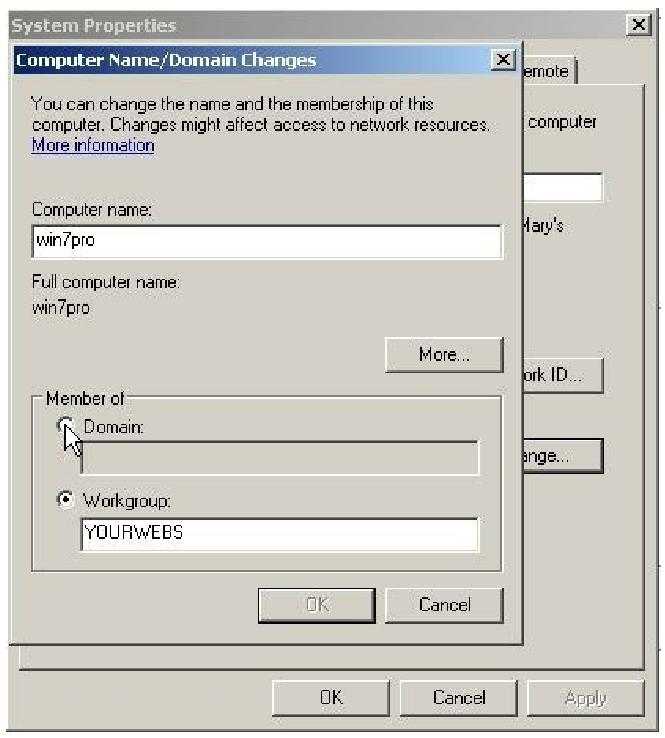 System Properties
Computer Name/Domain Changes
emote
You can change the name and the membership of this
computer. Changes might affect access to network resources.
More information
computer
Computer name:
win7pro
Mary's
Full computer name:
win7pro
More...
ork ID...
Member of
Domain:
ange...
Workgroup:
YOURWEBS
OK
Cancel
OK
Cancel
Apply